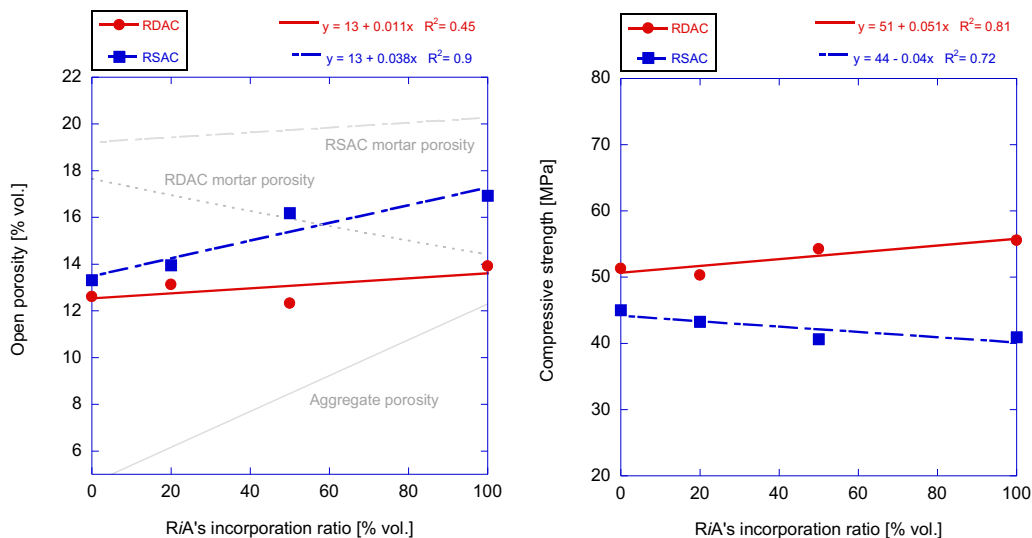 RDAC
RSAC
y = 13 + 0.011x R²= 0.45
y = 13 + 0.038x R²= 0.9
22
20
18
16
14
12
10
8
6
Open porosity [% vol.]
RSAC mortar porosity
RDAC mortar porosity
Aggregate porosity
0 20 40 60 80 100
RiA's incorporation ratio [% vol.]
RDAC
RSAC
y = 51 + 0.051x R²= 0.81
y = 44 - 0.04x R²= 0.72
80
70
60
50
40
30
20
Compressive strength [MPa]
0 20 40 60 80 100
RiA's incorporation ratio [% vol.]